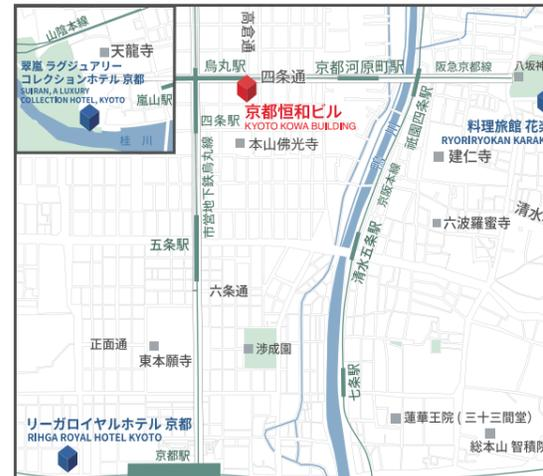 山陰本線
天龍寺
翠嵐 ラグジュアリー
コレクションホテル 京都
SUIRAN, A LUXURY
COLLECTION HOTEL, KYOTO
嵐山駅
桂 川
高倉通
烏丸駅
四条通
京都河原町駅
阪急京都線
八坂神
四条駅
京都恒和ビル
KYOTO KOWA BUILDING
本山佛光寺
市営地下鉄烏丸線
鴨 川
祇園四条駅
京阪本線
料理旅館 花楽
RYORIRYOKAN KARAK
建仁寺
六波羅蜜寺
清水
五条駅
清水五条駅
六条通
正面通
東本願寺
渉成園
七条駅
リーガロイヤルホテル 京都
RIHGA ROYAL HOTEL KYOTO
京都駅
蓮華王院 ( 三十三間堂 )
総本山 智積院